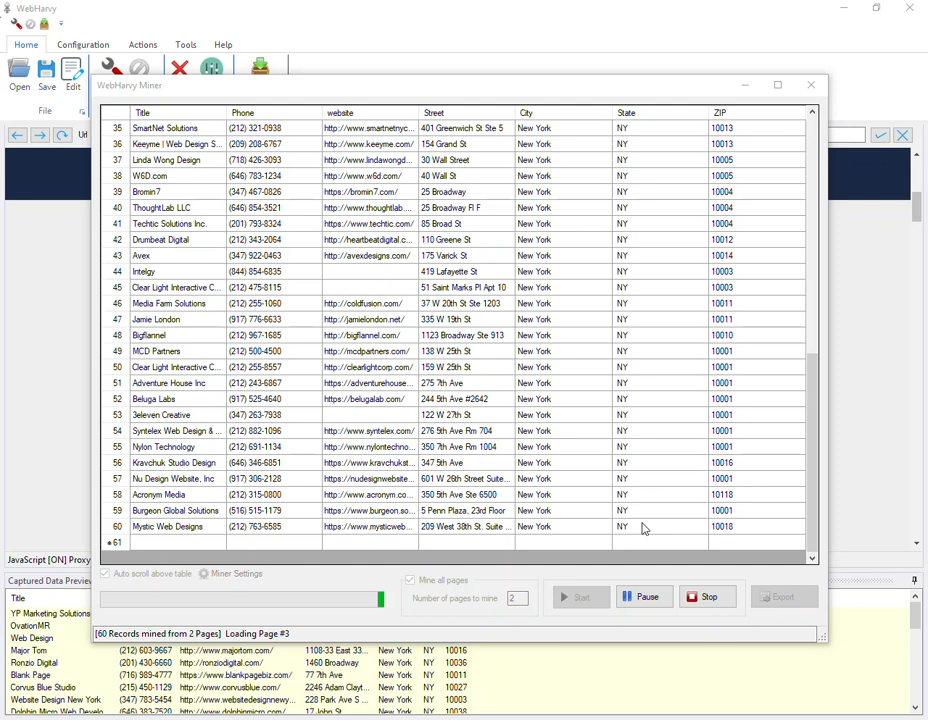 WebHarvy
Home Configuration Actions Tools Help
Open Save Edit
File
WebHarvy Miner
Url
Title Phone website Street City State ZIP
35 SmartNet Solutions (212) 321-0938 http://www.smartnetnyc... 401 Greenwich St Ste 5 New York NY 10013
36 Keeyme | Web Design S... (209) 208-6767 http://www.keeyme.com/ 154 Grand St New York NY 10013
37 Linda Wong Design (718) 426-3093 http://www.lindawongd... 30 Wall Street New York NY 10005
38 W6D.com (646) 783-1234 http://www.w6d.com/ 40 Wall St New York NY 10005
39 Bromin7 (347) 467-0826 https://bromin7.com/ 25 Broadway New York NY 10004
40 ThoughtLab LLC (646) 854-3521 http://www.thoughtlab.... 25 Broadway Fl F New York NY 10004
41 Techtic Solutions Inc. (201) 793-8324 https://www.techtic.com/ 85 Broad St New York NY 10004
42 Drumbeat Digital (212) 343-2064 http://heartbeatdigital.c... 110 Greene St New York NY 10012
43 Avex (347) 922-0463 http://avexdesigns.com/ 175 Varick St New York NY 10014
44 Intelgy (844) 854-6835 419 Lafayette St New York NY 10003
45 Clear Light Interactive C... (212) 475-8115 51 Saint Marks Pl Apt 10 New York NY 10003
46 Media Farm Solutions (212) 255-1060 http://coldfusion.com/ 37 W 20th St Ste 1203 New York NY 10011
47 Jamie London (917) 776-6633 http://jamielondon.net/ 335 W 19th St New York NY 10011
48 Bigflannel (212) 967-1685 http://bigflannel.com/ 1123 Broadway Ste 913 New York NY 10010
49 MCD Partners (212) 500-4500 http://mcdpartners.com/ 138 W 25th St New York NY 10001
50 Clear Light Interactive C... (212) 255-8557 http://clearlightcorp.com/ 159 W 25th St New York NY 10001
51 Adventure House Inc (212) 243-6867 https://adventurehouse... 275 7th Ave New York NY 10001
52 Beluga Labs (917) 525-4640 https://belugalab.com/ 244 5th Ave #2642 New York NY 10001
53 3eleven Creative (347) 263-7938 122 W 27th St New York NY 10001
54 Syntelex Web Design & ... (212) 882-1096 http://www.syntelex.com/ 276 5th Ave Rm 704 New York NY 10001
55 Nylon Technology (212) 691-1134 http://www.nylontechno... 350 7th Ave Rm 1004 New York NY 10001
56 Kravchuk Studio Design (646) 346-6851 https://www.kravchukst... 347 5th Ave New York NY 10016
57 Nu Design Website, Inc (917) 306-2128 https://nudesignwebsite... 601 W 26th Street Suite... New York NY 10001
58 Acronym Media (212) 315-0800 http://www.acronym.co... 350 5th Ave Ste 6500 New York NY 10118
59 Burgeon Global Solutions (516) 515-1179 https://www.burgeon.so... 5 Penn Plaza, 23rd Floor New York NY 10001
60 Mystic Web Designs (212) 763-6585 https://www.mysticweb... 209 West 38th St. Suite ... New York NY 10018
*61
JavaScript [ON] Proxy
Auto scroll above table Miner Settings
Mine all pages
Number of pages to mine 2
Start Pause Stop Export
[60 Records mined from 2 Pages] Loading Page #3
Captured Data Preview
Title
YP Marketing Solutions
OvationMR
Web Design
Major Tom (212) 603-9667 http://www.majortom.com/ 1108-33 East 33... New York NY 10016
Ronzio Digital (201) 430-6660 http://ronziodigital.com/ 1460 Broadway New York NY 10036
Blank Page (716) 989-4777 https://www.blankpagebiz.com/ 77 7th Ave New York NY 10011
Corvus Blue Studio (215) 450-1129 http://www.corvusblue.com/ 2246 Adam Clayt... New York NY 10027
Website Design New York (347) 783-5454 http://www.websitedesignnewy... 228 Park Ave S ... New York NY 10003
Dolphin Micro Web Develo... (646) 383-7520 http://www.dolphinmicro.com/ 17 John St New York NY 10038